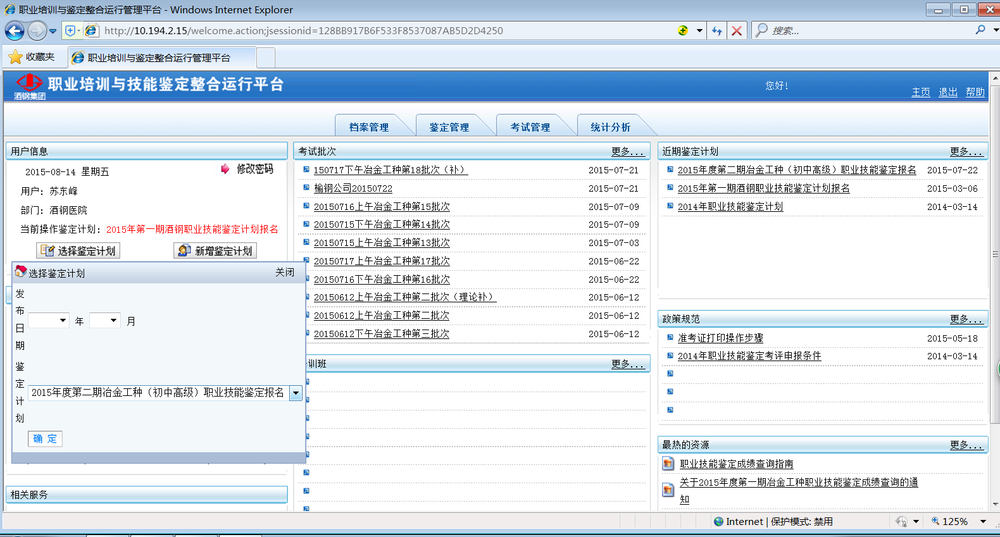 职业培训与鉴定整合运行管理平台 - Windows Internet Explorer
http://10.194.2.15/welcome.action;jsessionid=128BB917B6F533F8537087AB5D2D4250
搜索...
收藏夹
职业培训与鉴定整合运行管理平台
酒钢集团
职业培训与技能鉴定整合运行平台
您好!
主页 退出 帮助
档案管理
鉴定管理
考试管理
统计分析
用户信息
2015-08-14 星期五
修改密码
用户: 苏东峰
部门: 酒钢医院
当前操作鉴定计划: 2015年第一期酒钢职业技能鉴定计划报名
选择鉴定计划
新增鉴定计划
选择鉴定计划
关闭
发布日期
年
月
鉴定计划
2015年度第二期冶金工种（初中高级）职业技能鉴定报名
确 定
相关服务
考试批次
更多...
150717下午冶金工种第18批次（补） 2015-07-21
榆钢公司20150722 2015-07-21
20150716上午冶金工种第15批次 2015-07-09
20150715下午冶金工种第14批次 2015-07-09
20150715上午冶金工种第13批次 2015-07-03
20150717上午冶金工种第17批次 2015-06-22
20150716下午冶金工种第16批次 2015-06-22
20150612上午冶金工种第二批次（理论补） 2015-06-12
20150612上午冶金工种第二批次 2015-06-12
20150612下午冶金工种第三批次 2015-06-12
训班
更多...
近期鉴定计划
更多...
2015年度第二期冶金工种（初中高级）职业技能鉴定报名 2015-07-22
2015年第一期酒钢职业技能鉴定计划报名 2015-03-06
2014年职业技能鉴定计划 2014-03-14
政策规范
更多...
准考证打印操作步骤 2015-05-18
2014年职业技能鉴定考评申报条件 2014-03-14
最热的资源
更多...
职业技能鉴定成绩查询指南
关于2015年度第一期冶金工种职业技能鉴定成绩查询的通
知
Internet | 保护模式: 禁用
125%